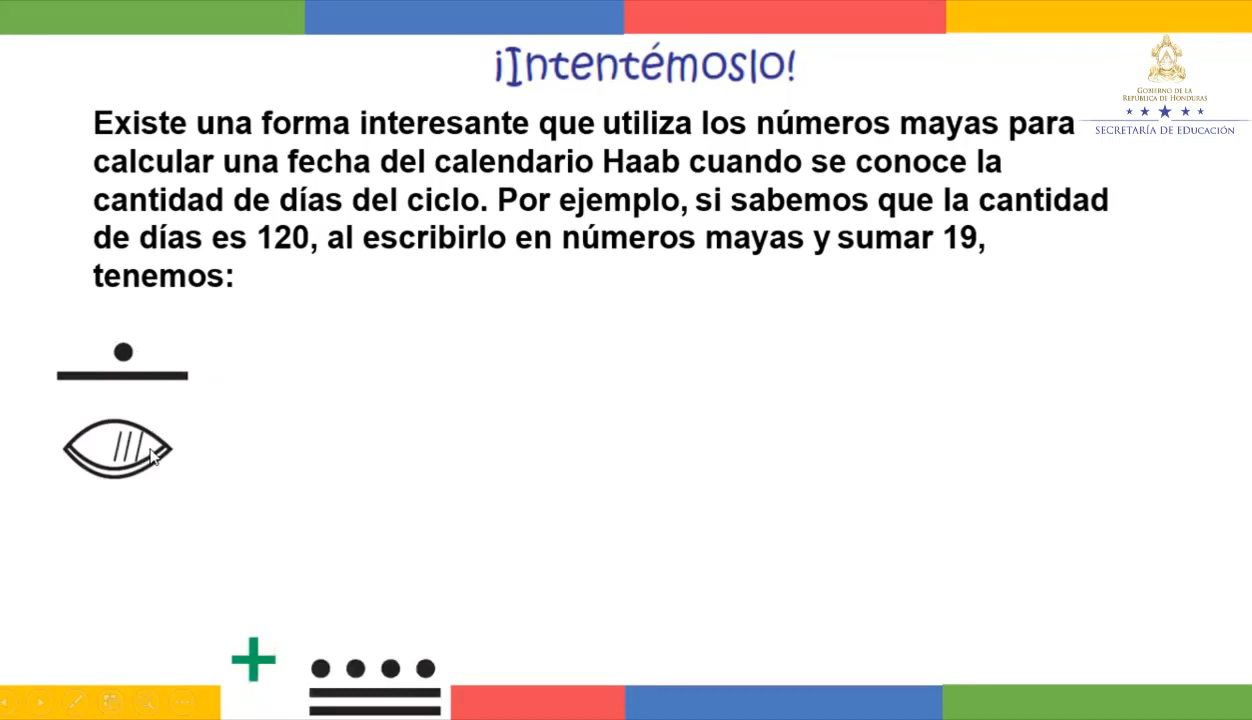 ¡Intentémoslo!
GOBIERNO DE LA
REPÚBLICA DE HONDURAS
SECRETARÍA DE EDUCACIÓN
Existe una forma interesante que utiliza los números mayas para
calcular una fecha del calendario Haab cuando se conoce la
cantidad de días del ciclo. Por ejemplo, si sabemos que la cantidad
de días es 120, al escribirlo en números mayas y sumar 19,
tenemos:
+